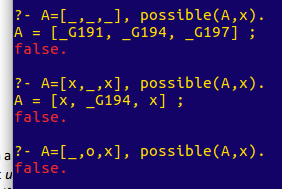 ?- A=[_,_,_], possible(A,x).
A = [_G191, _G194, _G197] ;
false.
?- A=[x,_,x], possible(A,x).
A = [x, _G194, x] ;
false.
?- A=[_,o,x], possible(A,x).
false.